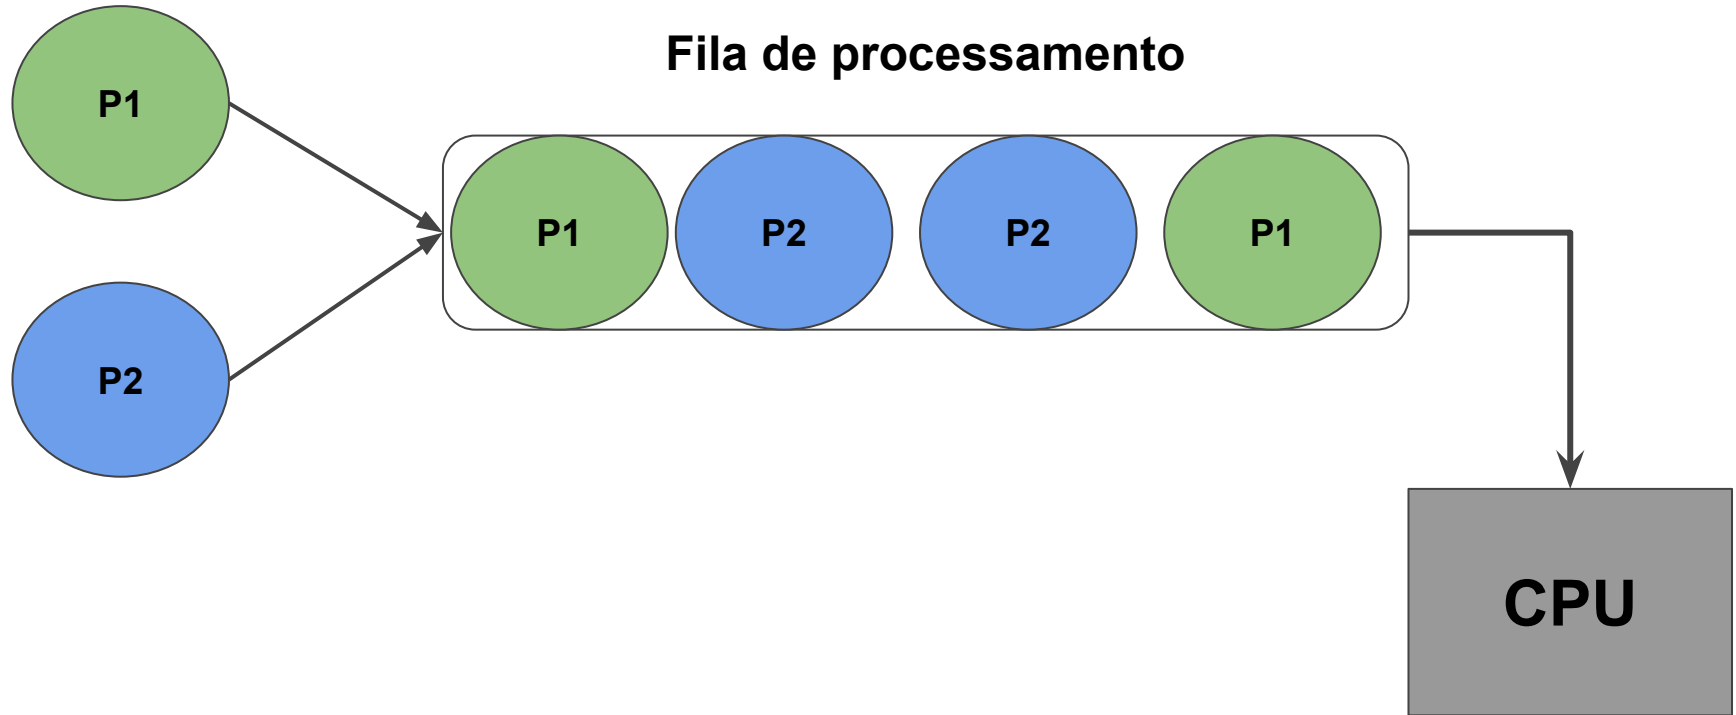 Fila de processamento
P1
P2
P1
P2
P2
P1
CPU